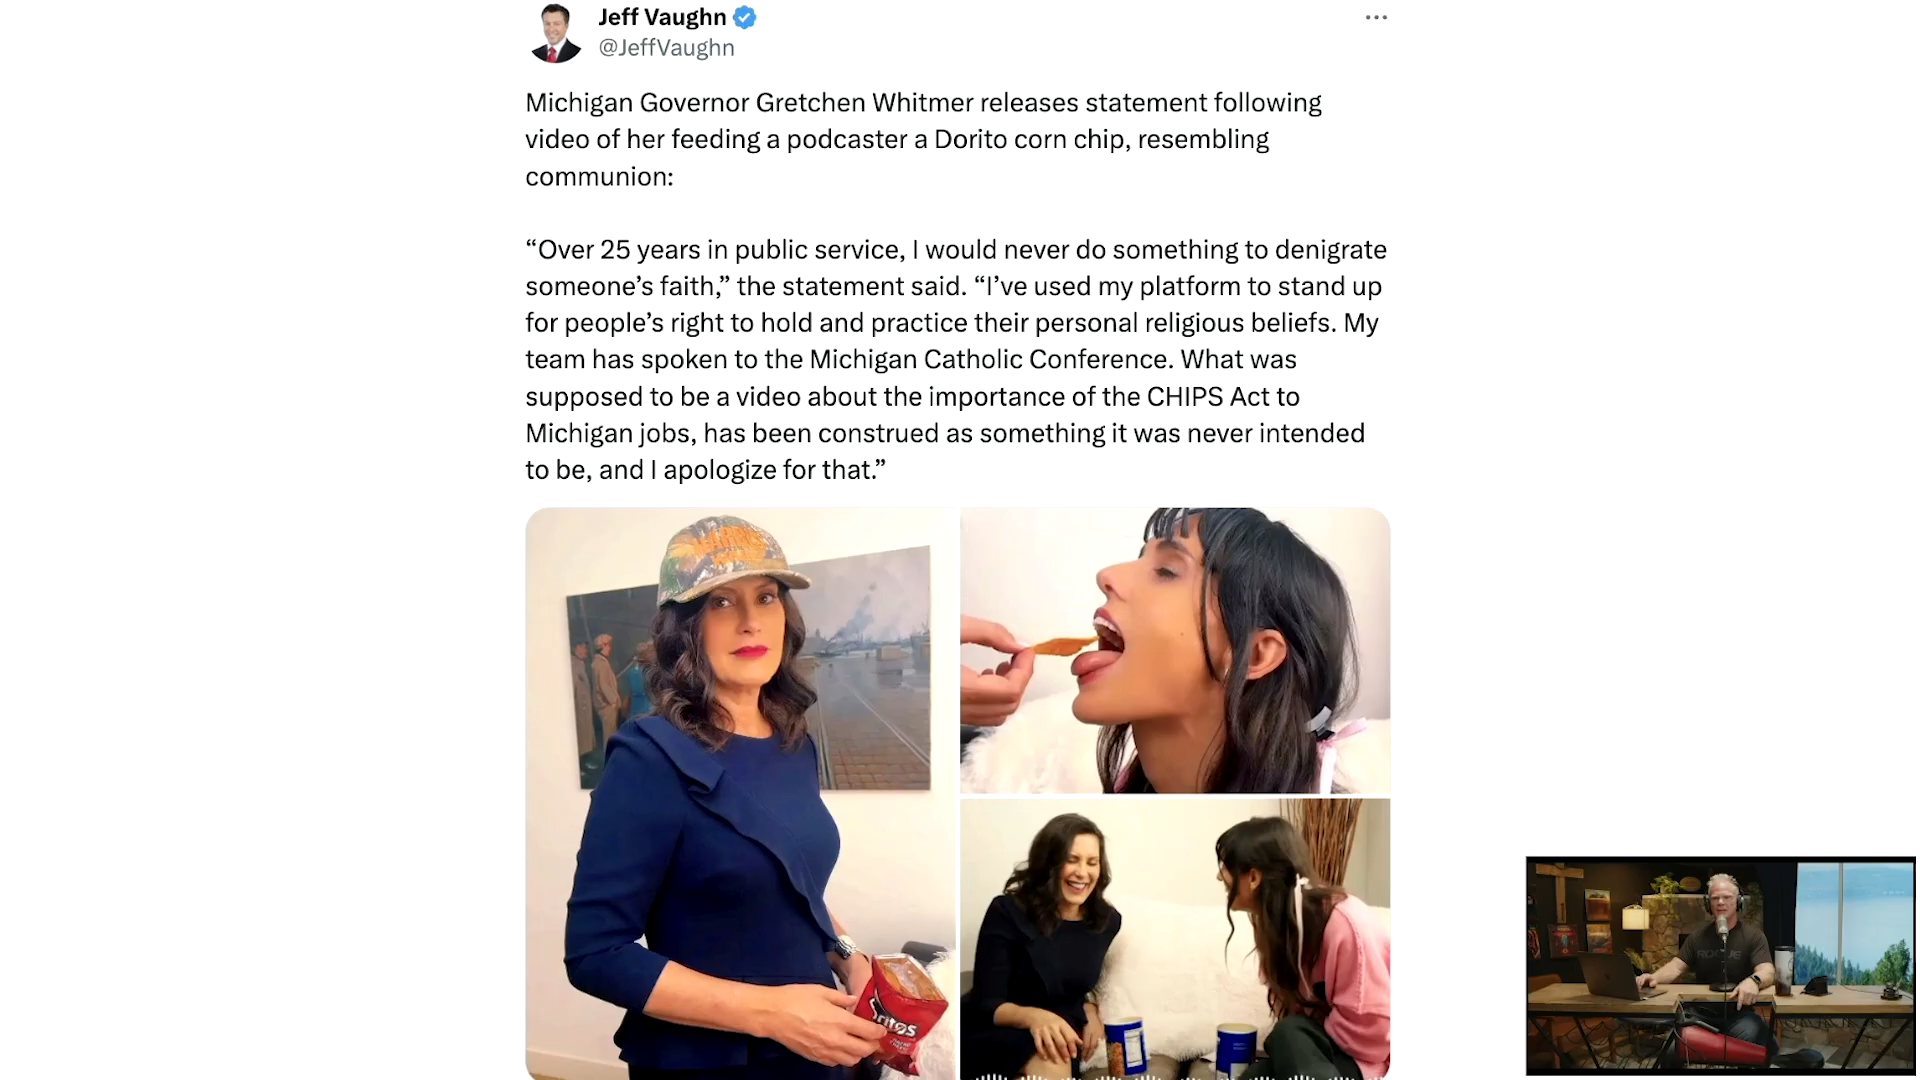 Jeff Vaughn
@JeffVaughn
Michigan Governor Gretchen Whitmer releases statement following
video of her feeding a podcaster a Dorito corn chip, resembling
communion:
“Over 25 years in public service, I would never do something to denigrate
someone’s faith,” the statement said. “I’ve used my platform to stand up
for people’s right to hold and practice their personal religious beliefs. My
team has spoken to the Michigan Catholic Conference. What was
supposed to be a video about the importance of the CHIPS Act to
Michigan jobs, has been construed as something it was never intended
to be, and I apologize for that.”
HARRIS
WALZ
Doritos
ROGUE